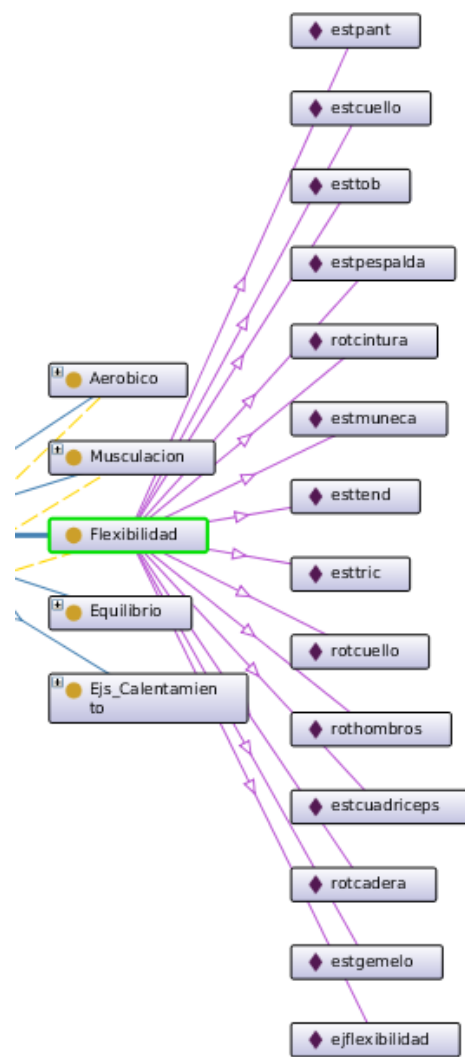 estpant
estcuello
esttob
estpespalda
rotcintura
Aerobico
estmuneca
Musculacion
esttend
Flexibilidad
esttric
Equilibrio
rotcuello
Ejs_Calentamien
to
rothombros
estcuadriceps
rotcadera
estgemelo
ejflexibilidad